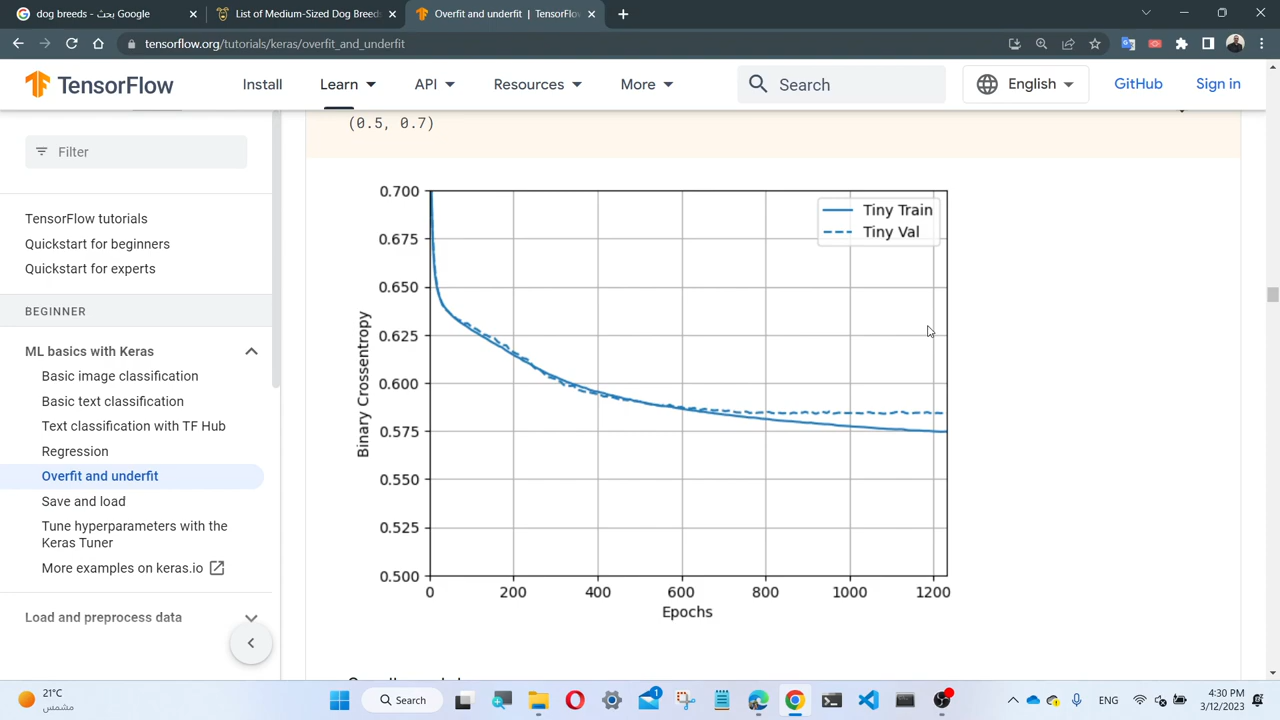 dog breeds - بحث Google
List of Medium-Sized Dog Breeds
Overfit and underfit | TensorFlow
tensorflow.org/tutorials/keras/overfit_and_underfit
TensorFlow
Install
Learn
API
Resources
More
Search
English
GitHub
Sign in
Filter
TensorFlow tutorials
Quickstart for beginners
Quickstart for experts
BEGINNER
ML basics with Keras
Basic image classification
Basic text classification
Text classification with TF Hub
Regression
Overfit and underfit
Save and load
Tune hyperparameters with the
Keras Tuner
More examples on keras.io
Load and preprocess data
(0.5, 0.7)
0.700
0.675
0.650
0.625
0.600
0.575
0.550
0.525
0.500
Binary Crossentropy
Tiny Train
Tiny Val
0 200 400 600 800 1000 1200
Epochs
21°C
مشمس
Search
1
ENG
4:30 PM
3/12/2023